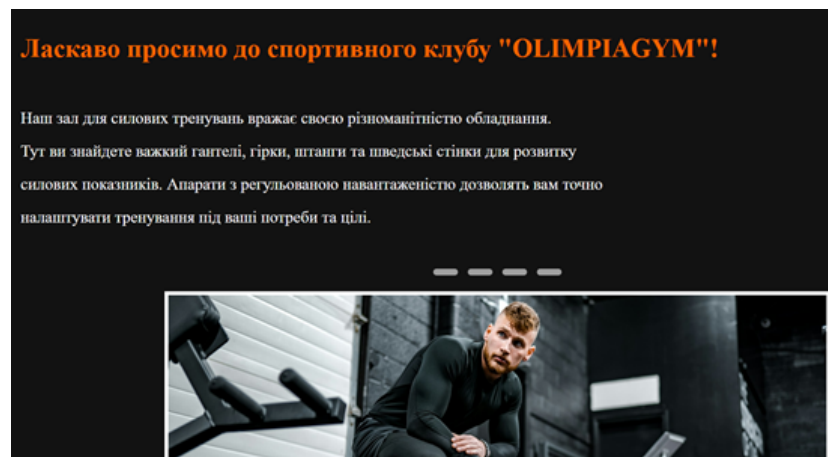 Ласкаво просимо до спортивного клубу "OLIMPIAGYM"!
Наш зал для силових тренувань вражає своєю різноманітністю обладнання.
Тут ви знайдете важкий гантелі, гірки, штанги та шведські стінки для розвитку
силових показників. Апарати з регульованою навантаженістю дозволять вам точно
налаштувати тренування під ваші потреби та цілі.